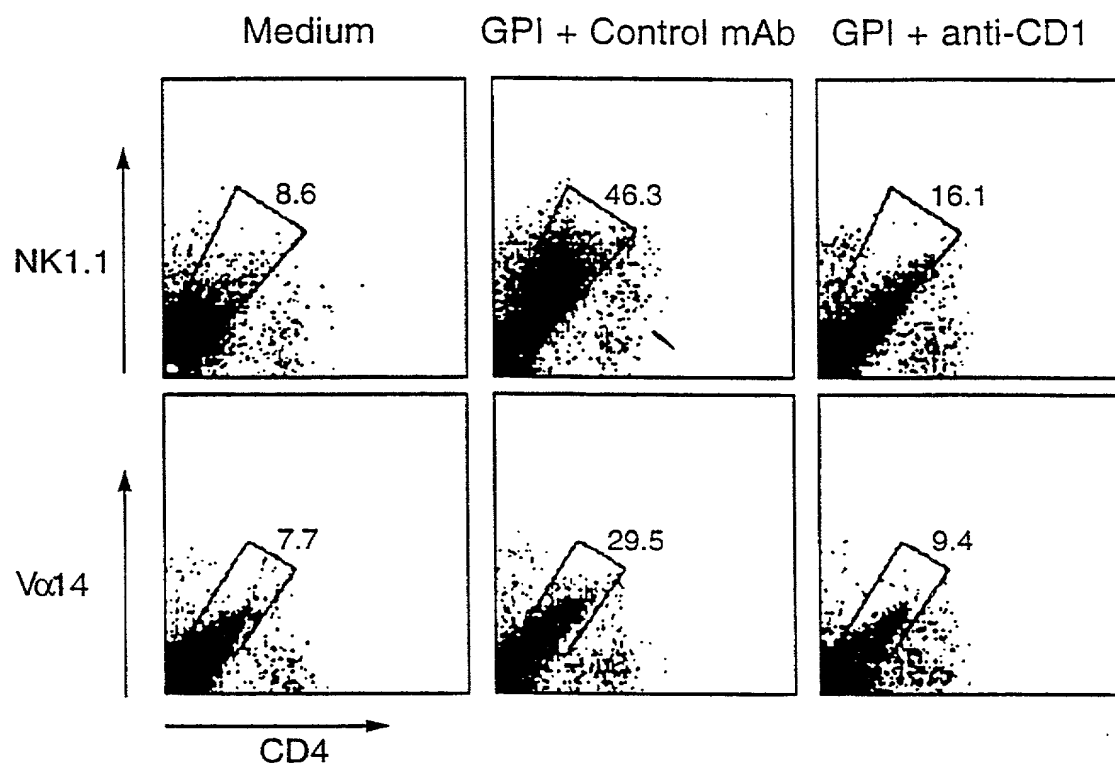 Medium GPI + Control mAb GPI + anti-CD1
NK1.1 8.6 46.3 16.1
Vα14 7.7 29.5 9.4
CD4